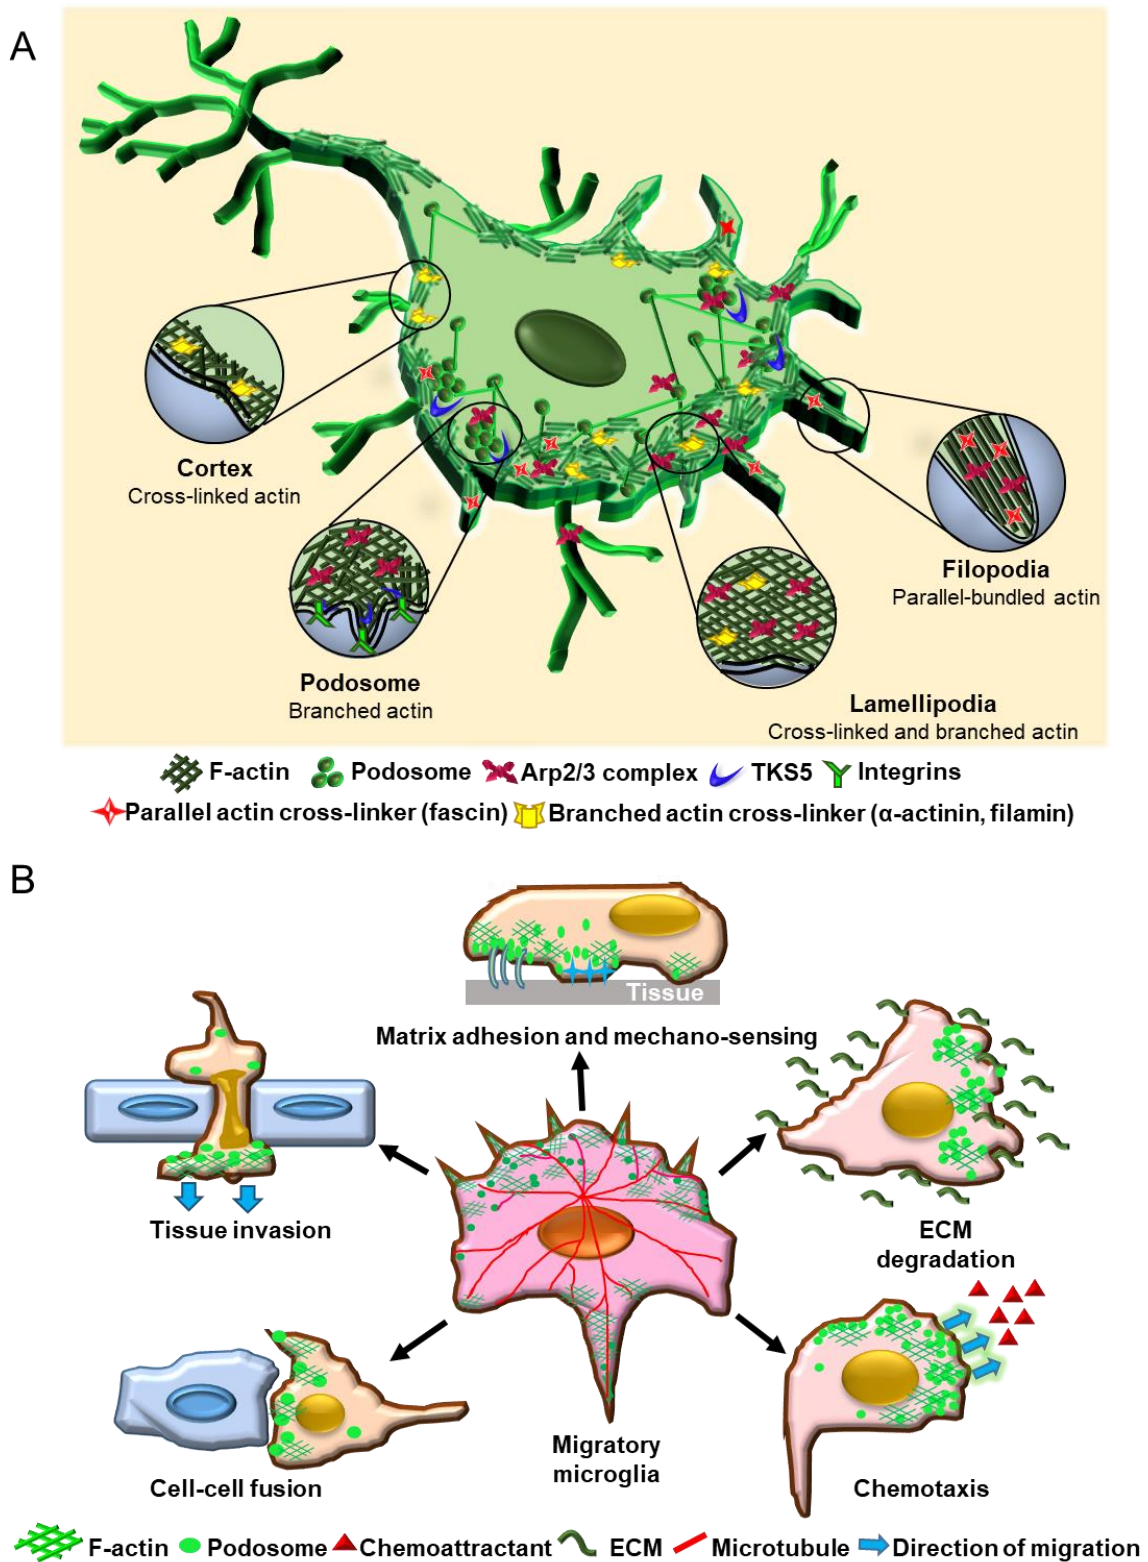 A
Cortex
Cross-linked actin
Filopodia
Parallel-bundled actin
Podosome
Branched actin
Lamellipodia
Cross-linked and branched actin
F-actin Podosome Arp2/3 complex TKS5 Integrins
Parallel actin cross-linker (fascin) Branched actin cross-linker (α-actinin, filamin)
B
Tissue
Matrix adhesion and mechano-sensing
Tissue invasion
ECM
degradation
Migratory
microglia
Cell-cell fusion
Chemotaxis
F-actin Podosome Chemoattractant ECM Microtubule Direction of migration